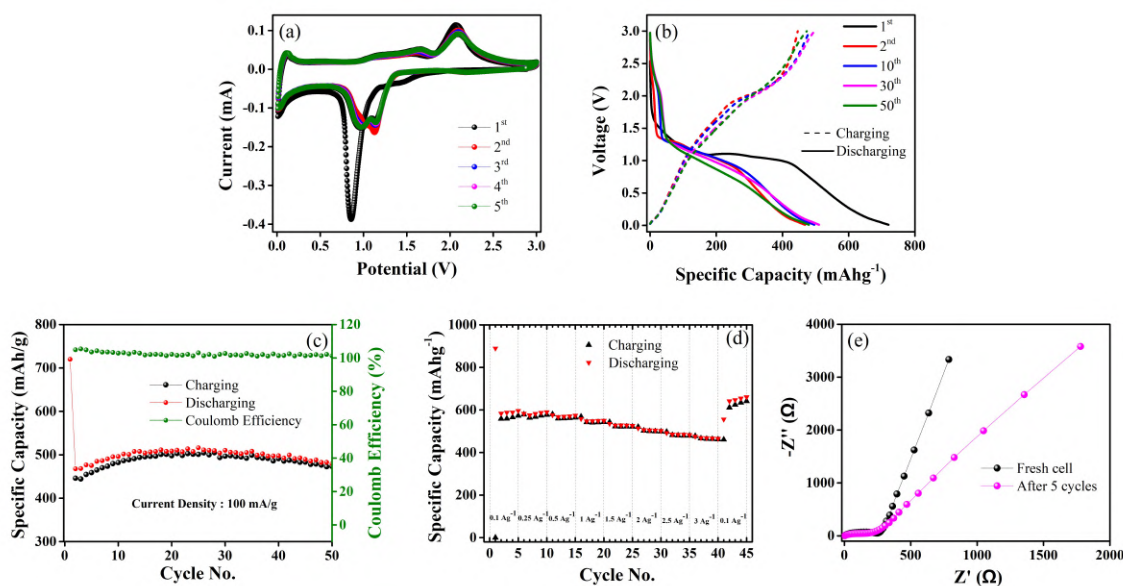 (a)
0.1
0.0
-0.1
-0.2
-0.3
-0.4
Current (mA)
1st
2nd
3rd
4th
5th
0.0 0.5 1.0 1.5 2.0 2.5 3.0
Potential (V)
(b)
3.0
2.5
2.0
1.5
1.0
0.5
0.0
Voltage (V)
1st
2nd
10th
30th
50th
Charging
Discharging
0 200 400 600 800
Specific Capacity (mAhg-1)
(c)
800
700
600
500
400
300
Specific Capacity (mAh/g)
Charging
Discharging
Coulomb Efficiency
Current Density : 100 mA/g
120
100
80
60
40
20
0
Coulomb Efficiency (%)
0 10 20 30 40 50
Cycle No.
(d)
1000
800
600
400
200
0
Specific Capacity (mAhg-1)
Charging
Discharging
0.1 Ag-1 0.25 Ag-1 0.5 Ag-1 1 Ag-1 1.5 Ag-1 2 Ag-1 2.5 Ag-1 3 Ag-1 0.1 Ag-1
0 5 10 15 20 25 30 35 40 45
Cycle No.
(e)
4000
3000
2000
1000
0
-Z'' (Ω)
Fresh cell
After 5 cycles
0 500 1000 1500 2000
Z' (Ω)